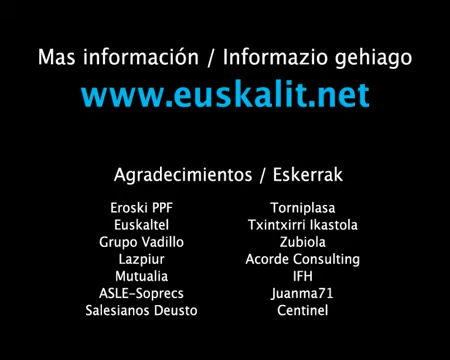 Mas información / Informazio gehiago
www.euskalit.net
Agradecimientos / Eskerrak
Eroski PPF
Euskaltel
Grupo Vadillo
Lazpiur
Mutualia
ASLE-Soprecs
Salesianos Deusto
Torniplasa
Txintxirri Ikastola
Zubiola
Acorde Consulting
IFH
Juanma71
Centinel